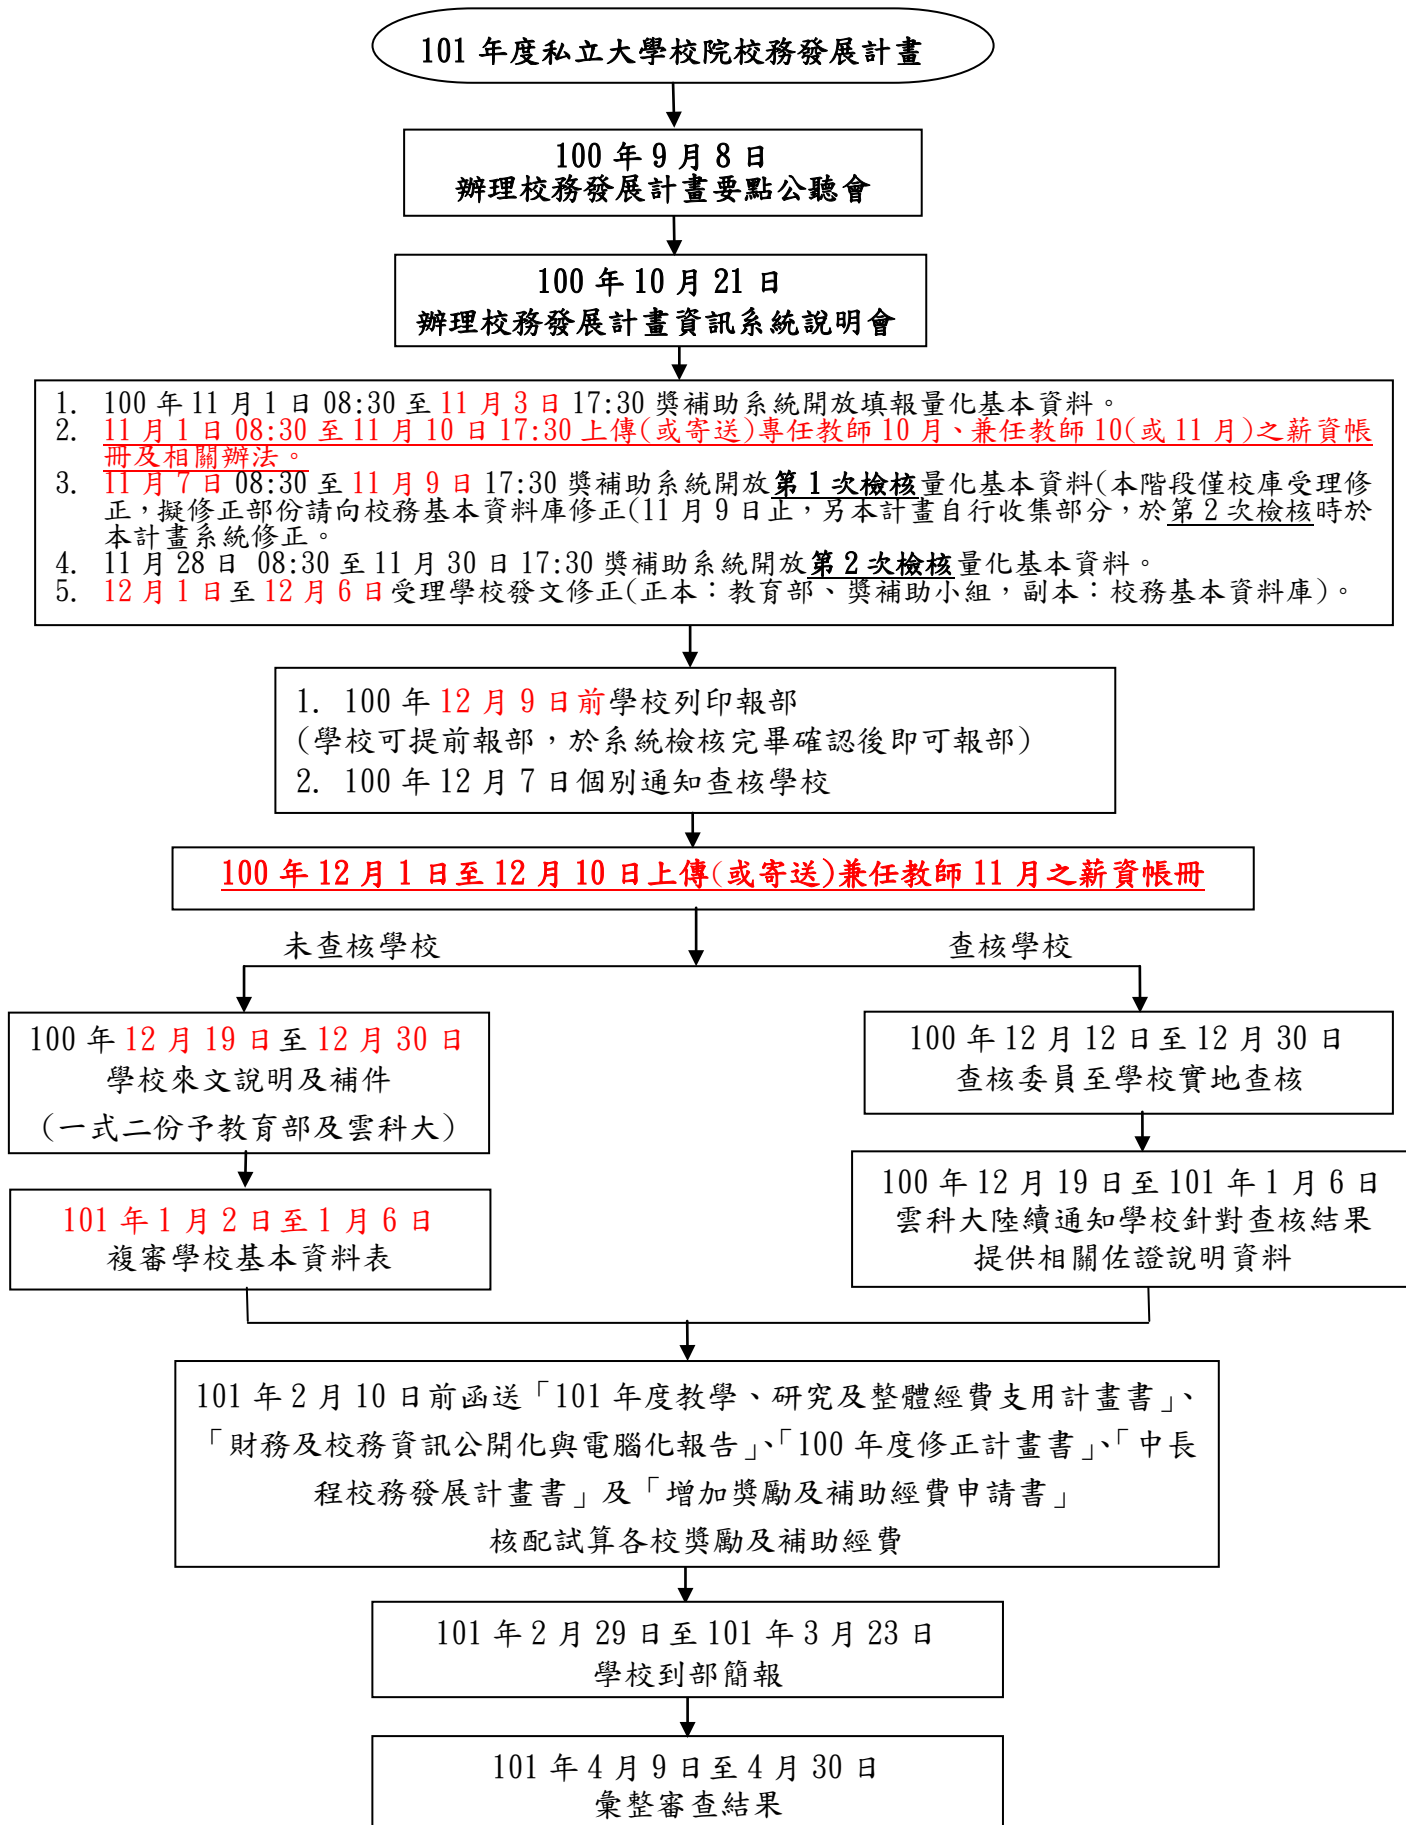 101 年度私立大學校院校務發展計畫
100 年 9 月 8 日
辦理校務發展計畫要點公聽會
100 年 10 月 21 日
辦理校務發展計畫資訊系統說明會
1. 100 年 11 月 1 日 08:30 至 11 月 3 日 17:30 獎補助系統開放填報量化基本資料。
2. 11 月 1 日 08:30 至 11 月 10 日 17:30 上傳(或寄送)專任教師 10 月、兼任教師 10(或 11 月)之薪資帳
冊及相關辦法。
3. 11 月 7 日 08:30 至 11 月 9 日 17:30 獎補助系統開放第 1 次檢核量化基本資料(本階段僅校庫受理修
正，擬修正部份請向校務基本資料庫修正(11 月 9 日止，另本計畫自行收集部分，於第 2 次檢核時於
本計畫系統修正。
4. 11 月 28 日 08:30 至 11 月 30 日 17:30 獎補助系統開放第 2 次檢核量化基本資料。
5. 12 月 1 日至 12 月 6 日受理學校發文修正(正本：教育部、獎補助小組，副本：校務基本資料庫)。
1. 100 年 12 月 9 日前學校列印報部
(學校可提前報部，於系統檢核完畢確認後即可報部)
2. 100 年 12 月 7 日個別通知查核學校
100 年 12 月 1 日至 12 月 10 日上傳(或寄送)兼任教師 11 月之薪資帳冊
未查核學校
查核學校
100 年 12 月 19 日至 12 月 30 日
學校來文說明及補件
(一式二份予教育部及雲科大)
100 年 12 月 12 日至 12 月 30 日
查核委員至學校實地查核
101 年 1 月 2 日至 1 月 6 日
複審學校基本資料表
100 年 12 月 19 日至 101 年 1 月 6 日
雲科大陸續通知學校針對查核結果
提供相關佐證說明資料
101 年 2 月 10 日前函送「101 年度教學、研究及整體經費支用計畫書」、
「財務及校務資訊公開化與電腦化報告」、「100 年度修正計畫書」、「中長
程校務發展計畫書」及「增加獎勵及補助經費申請書」
核配試算各校獎勵及補助經費
101 年 2 月 29 日至 101 年 3 月 23 日
學校到部簡報
101 年 4 月 9 日至 4 月 30 日
彙整審查結果